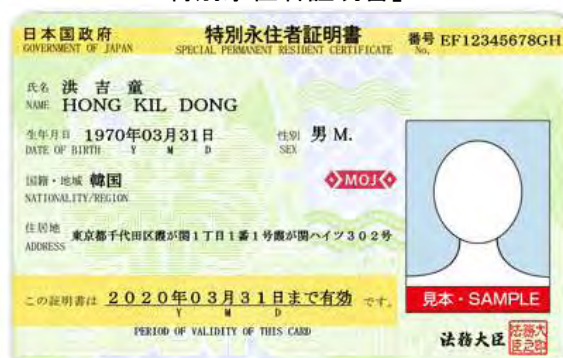 日本国政府 特別永住者証明書 番号 EF12345678GH
GOVERNMENT OF JAPAN SPECIAL PERMANENT RESIDENT CERTIFICATE No.
氏名 洪 吉 童
NAME HONG KIL DONG
生年月日 1970年03月31日 性別 男 M.
DATE OF BIRTH Y M D SEX
国籍・地域 韓国 MOJ
NATIONALITY/REGION
住居地 東京都千代田区霞が関1丁目1番1号霞が関ハイツ302号
ADDRESS
この証明書は 2020年03月31日まで有効 です。
Y M D
PERIOD OF VALIDITY OF THIS CARD
見本・SAMPLE
法務大臣